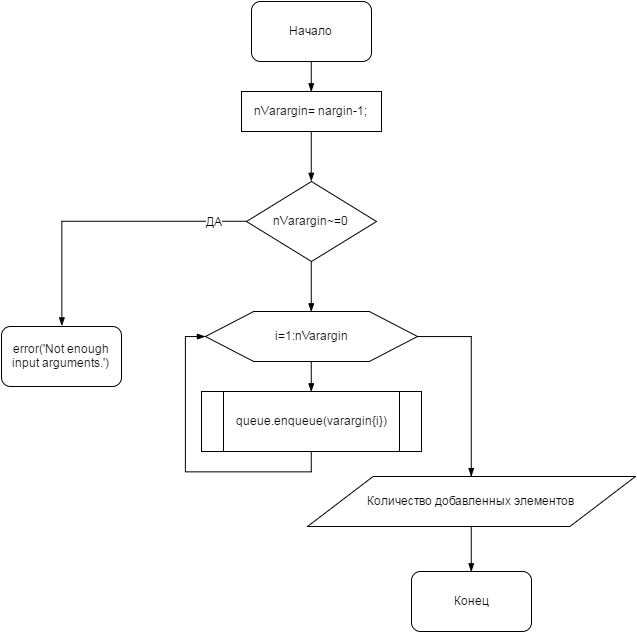 Начало
nVarargin= nargin-1;
nVarargin~=0
ДА
i=1:nVarargin
error('Not enough
input arguments.')
queue.enqueue(varargin{i})
Количество добавленных элементов
Конец